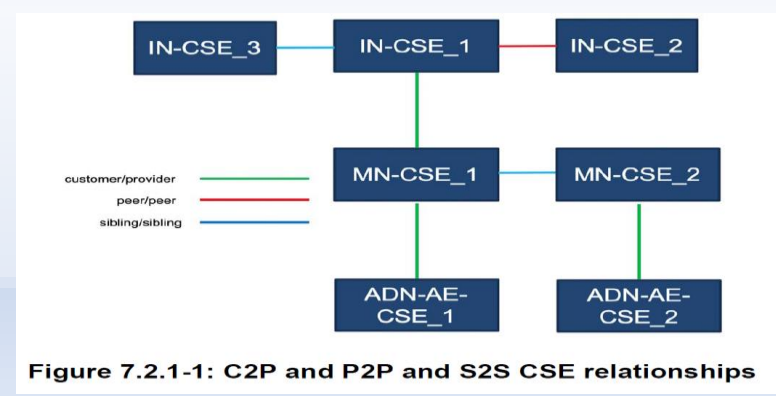 IN-CSE_3
IN-CSE_1
IN-CSE_2
customer/provider
peer/peer
sibling/sibling
MN-CSE_1
MN-CSE_2
ADN-AE-
CSE_1
ADN-AE-
CSE_2
Figure 7.2.1-1: C2P and P2P and S2S CSE relationships